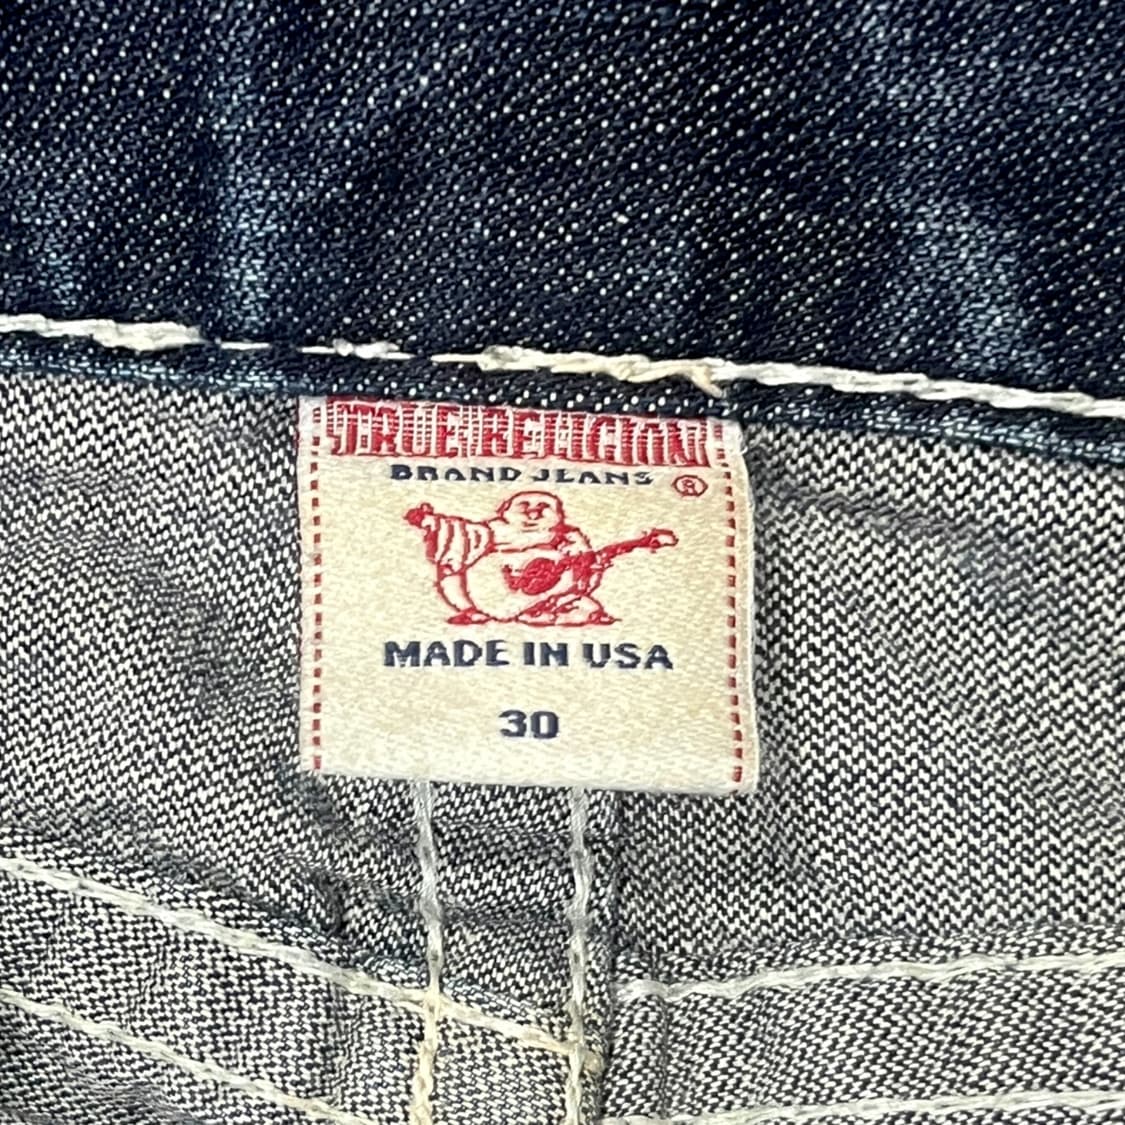 TRUE RELIGION
BRAND JEANS ®
MADE IN USA
30